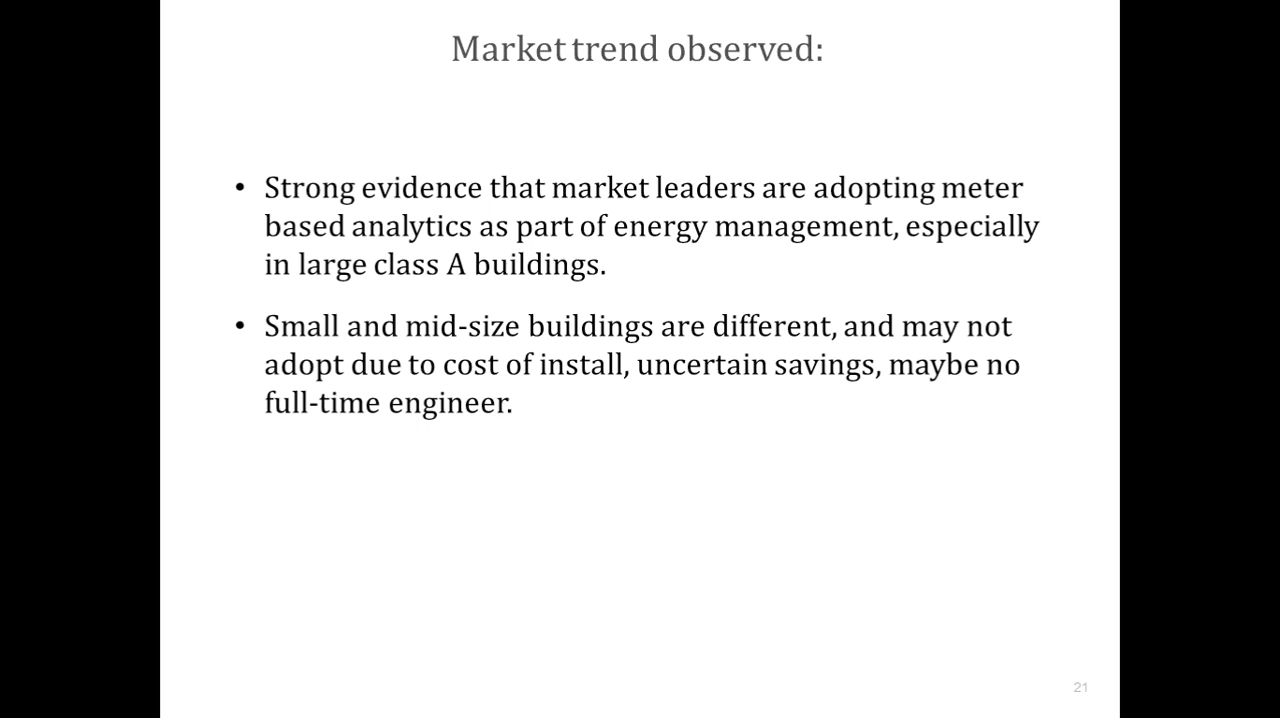 Market trend observed:
• Strong evidence that market leaders are adopting meter
based analytics as part of energy management, especially
in large class A buildings.
• Small and mid-size buildings are different, and may not
adopt due to cost of install, uncertain savings, maybe no
full-time engineer.
21